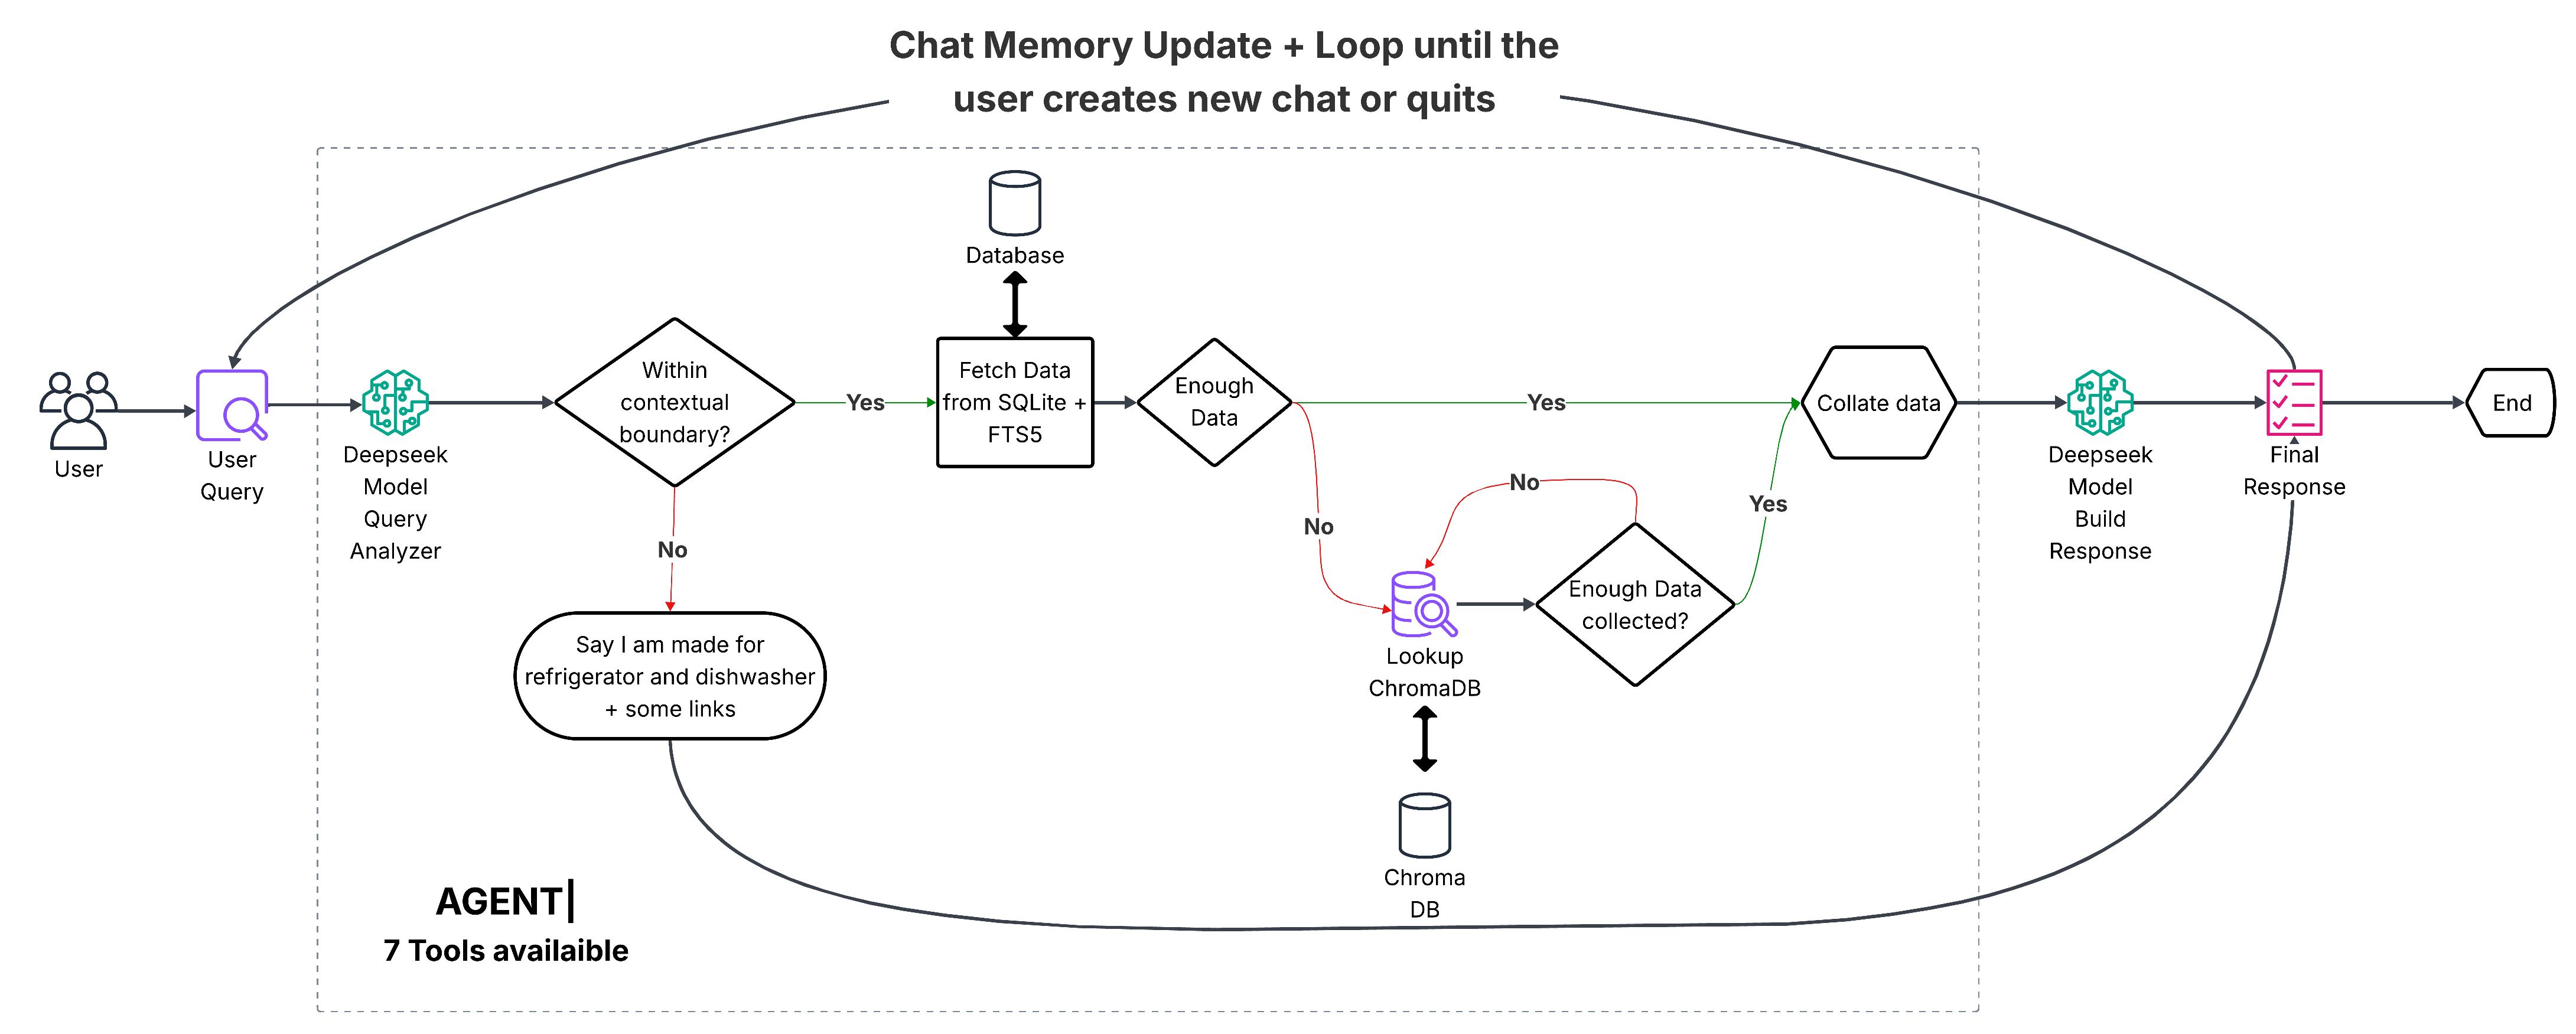 Chat Memory Update + Loop until the
user creates new chat or quits
Database
User
User
Query
Deepseek
Model
Query
Analyzer
Within
contextual
boundary?
Yes
No
Say I am made for
refrigerator and dishwasher
+ some links
Fetch Data
from SQLite +
FTS5
Enough
Data
Yes
No
Lookup
ChromaDB
Chroma
DB
Enough Data
collected?
No
Yes
Collate data
Deepseek
Model
Build
Response
Final
Response
End
AGENT|
7 Tools availaible